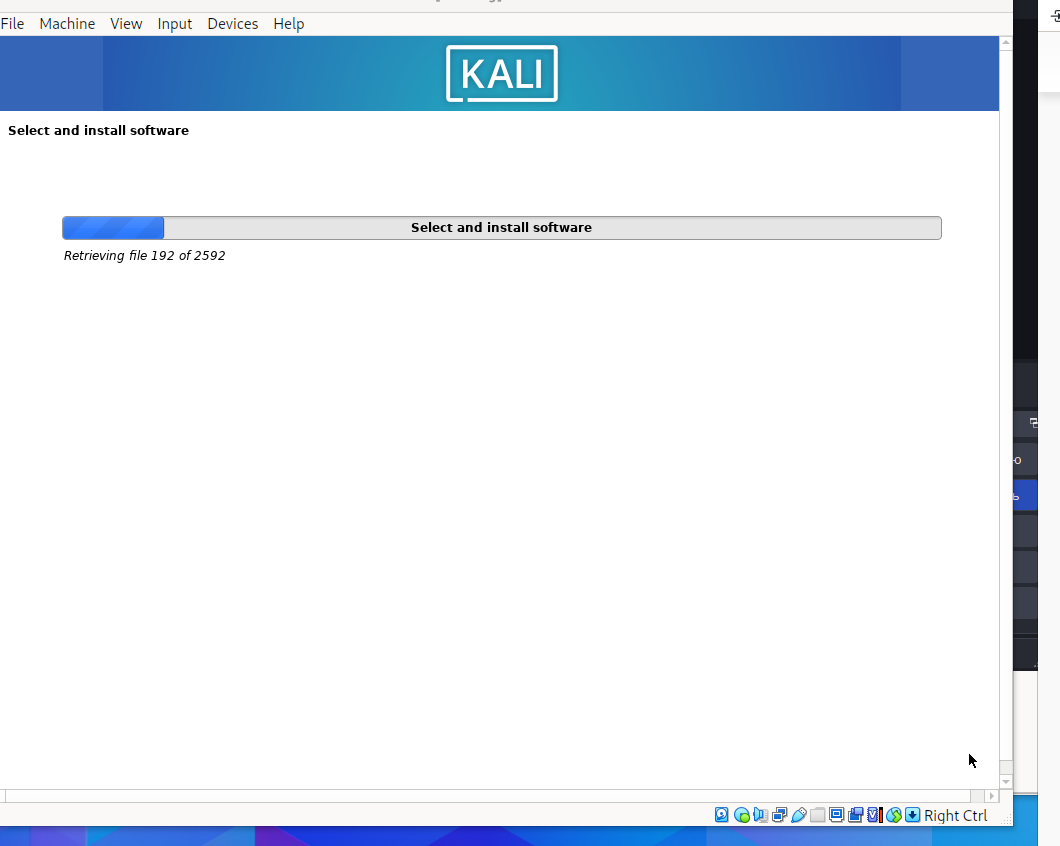 File Machine View Input Devices Help
KALI
Select and install software
Select and install software
Retrieving file 192 of 2592
Right Ctrl